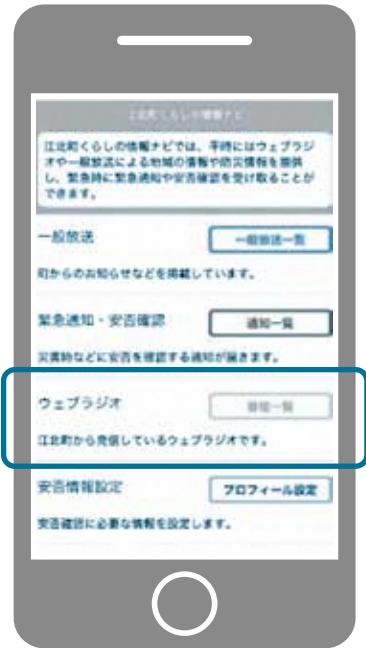 江北町くらしの情報ナビ
江北町くらしの情報ナビでは、平時にはウェブラジ
オや一般放送による地域の情報や防災情報を提供
し、緊急時に緊急通知や安否確認を受け取ることが
できます。
一般放送
一般放送一覧
町からのお知らせなどを掲載しています。
緊急通知・安否確認
通知一覧
災害時などに安否を確認する通知が届きます。
ウェブラジオ
番組一覧
江北町から発信しているウェブラジオです。
安否情報設定
プロフィール設定
安否確認に必要な情報を設定します。